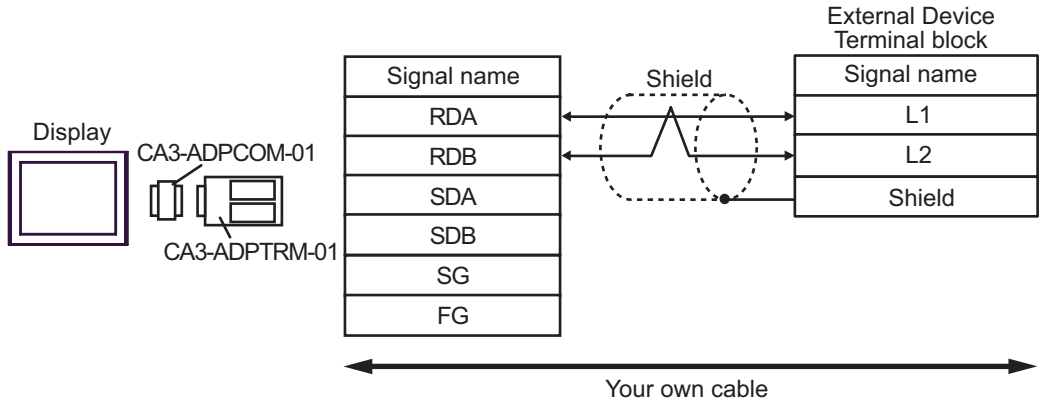 External Device
Terminal block
Signal name
Shield
Signal name
RDA
L1
Display
CA3-ADPCOM-01
RDB
L2
SDA
Shield
SDB
CA3-ADPTRM-01
SG
FG
Your own cable